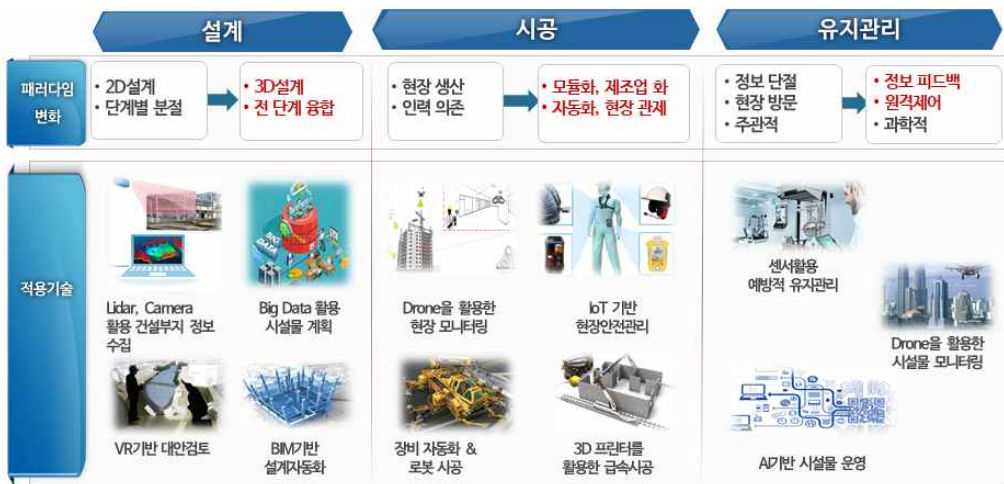 설계
시공
유지관리
패러다임
변화
• 2D설계
• 단계별 분절
• 3D설계
• 전 단계 융합
• 현장 생산
• 인력 의존
• 모듈화, 제조업 화
• 자동화, 현장 관제
• 정보 단절
• 현장 방문
• 주관적
• 정보 피드백
• 원격제어
• 과학적
적용기술
BIG
DATA
Lidar, Camera
활용 건설부지 정보
수집
Big Data 활용
시설물 계획
Drone을 활용한
현장 모니터링
IoT 기반
현장안전관리
센서활용
예방적 유지관리
Drone을 활용한
시설물 모니터링
VR기반 대안검토
BIM기반
설계자동화
장비 자동화 &
로봇 시공
3D 프린터를
활용한 급속시공
AI기반 시설물 운영